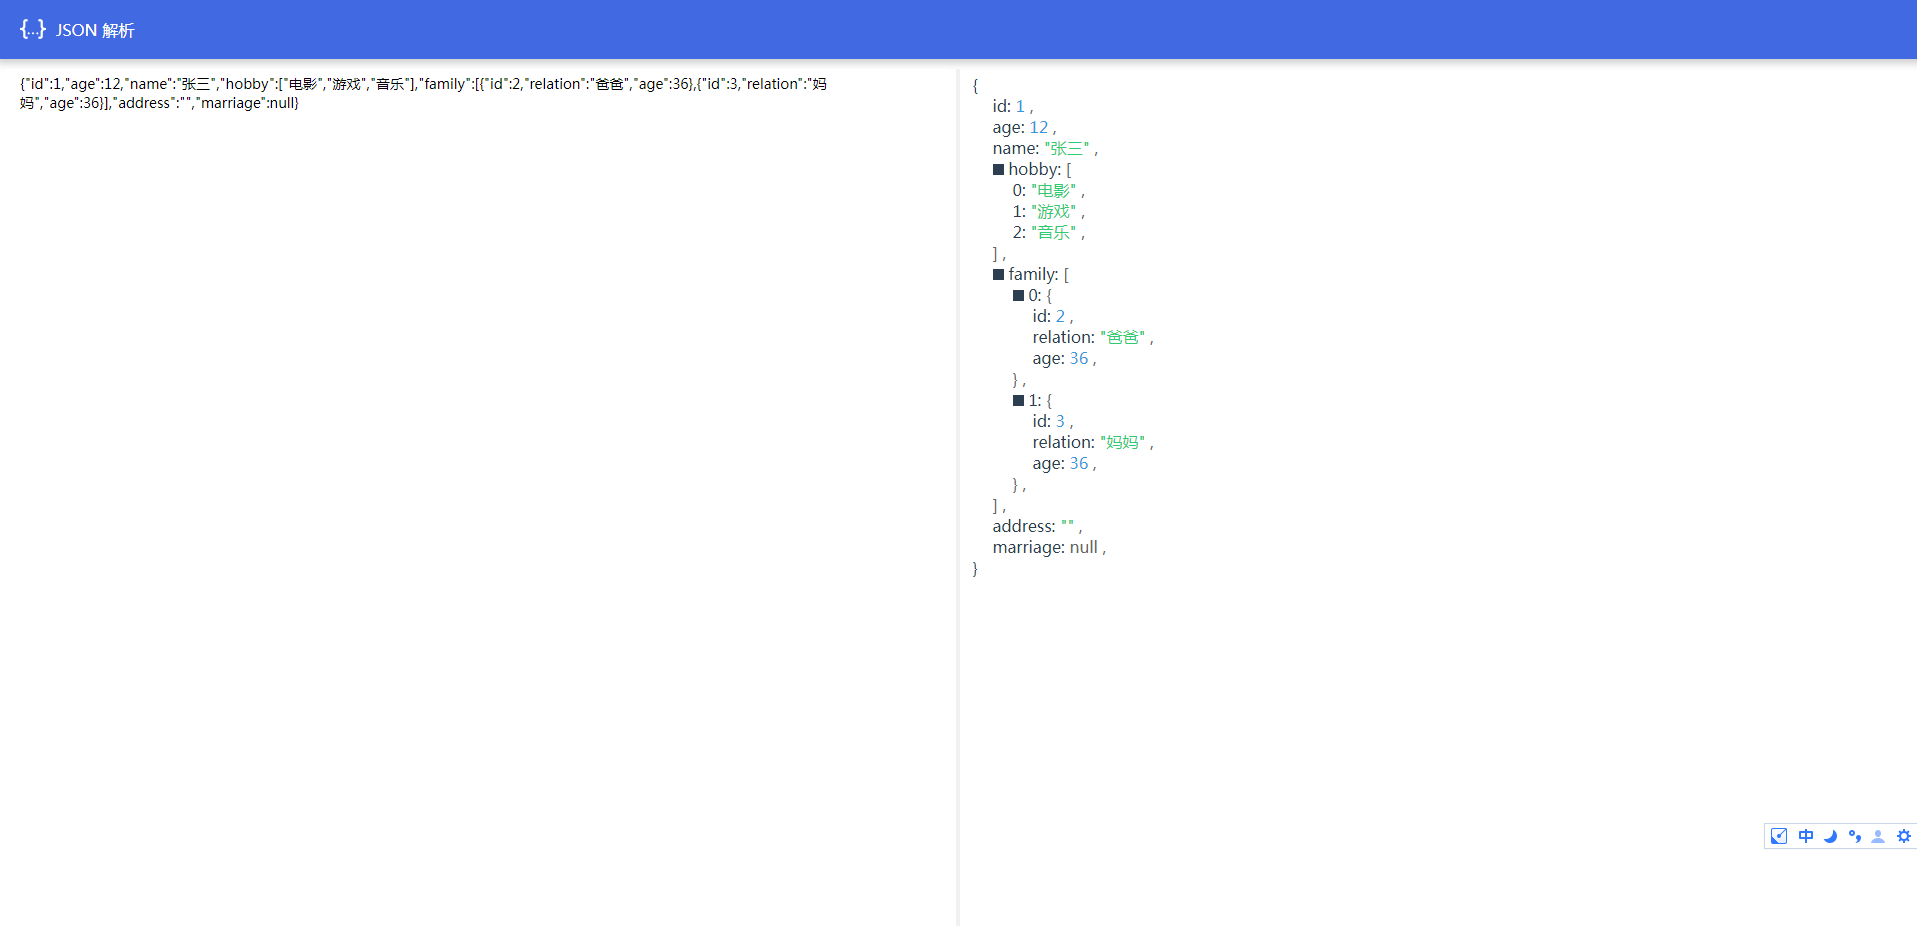 {...} JSON 解析
{"id":1,"age":12,"name":"张三","hobby":["电影","游戏","音乐"],"family":[{"id":2,"relation":"爸爸","age":36},{"id":3,"relation":"妈
妈","age":36}],"address":"","marriage":null}
{
id: 1 ,
age: 12 ,
name: "张三" ,
hobby: [
0: "电影" ,
1: "游戏" ,
2: "音乐" ,
] ,
family: [
0: {
id: 2 ,
relation: "爸爸" ,
age: 36 ,
} ,
1: {
id: 3 ,
relation: "妈妈" ,
age: 36 ,
} ,
] ,
address: "" ,
marriage: null ,
}
中